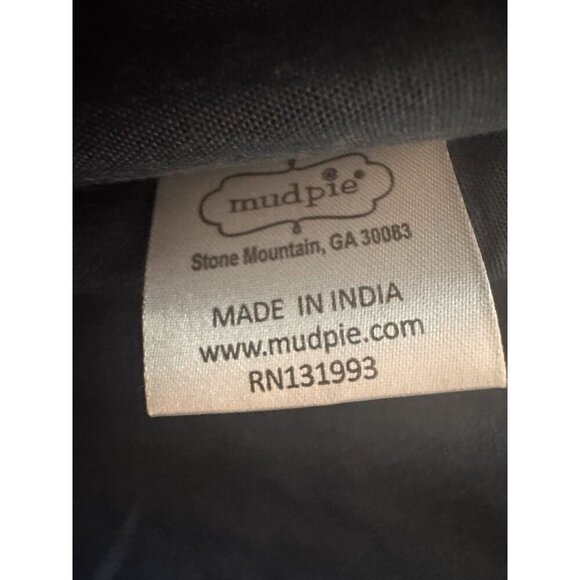 mudpie®
Stone Mountain, GA 30083
MADE IN INDIA
www.mudpie.com
RN131993